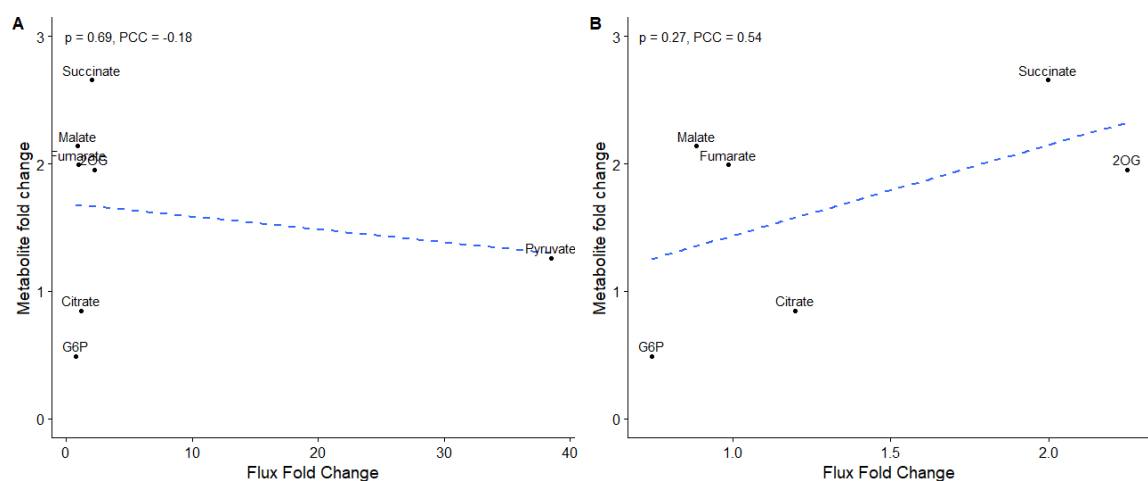 A
p = 0.69, PCC = -0.18
3
2
1
0
Metabolite fold change
Succinate
Malate
Fumarate
2OG
Pyruvate
Citrate
G6P
0
10
20
30
40
Flux Fold Change
B
p = 0.27, PCC = 0.54
3
2
1
0
Metabolite fold change
Succinate
Malate
Fumarate
2OG
Citrate
G6P
1.0
1.5
2.0
Flux Fold Change